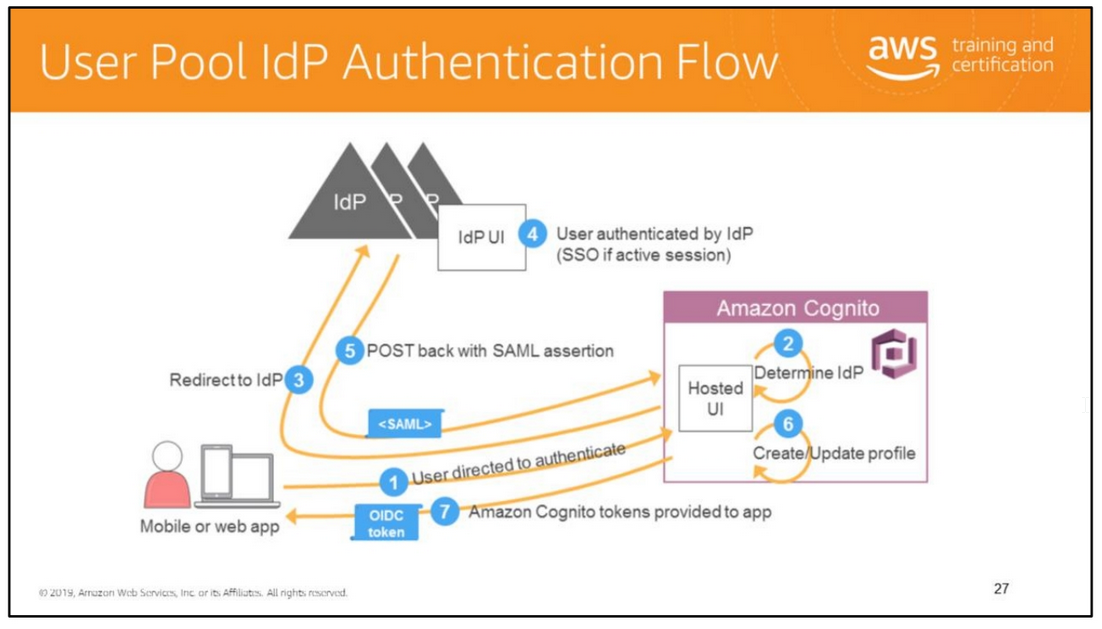 User Pool IdP Authentication Flow
aws training and
certification
IdP
P
P
IdP UI
4
User authenticated by IdP
(SSO if active session)
Amazon Cognito
2
Determine IdP
Hosted
UI
6
Create/Update profile
5
POST back with SAML assertion
Redirect to IdP
3
<SAML>
1
User directed to authenticate
OIDC
token
7
Amazon Cognito tokens provided to app
Mobile or web app
© 2019, Amazon Web Services, Inc. or its Affiliates. All rights reserved.
27